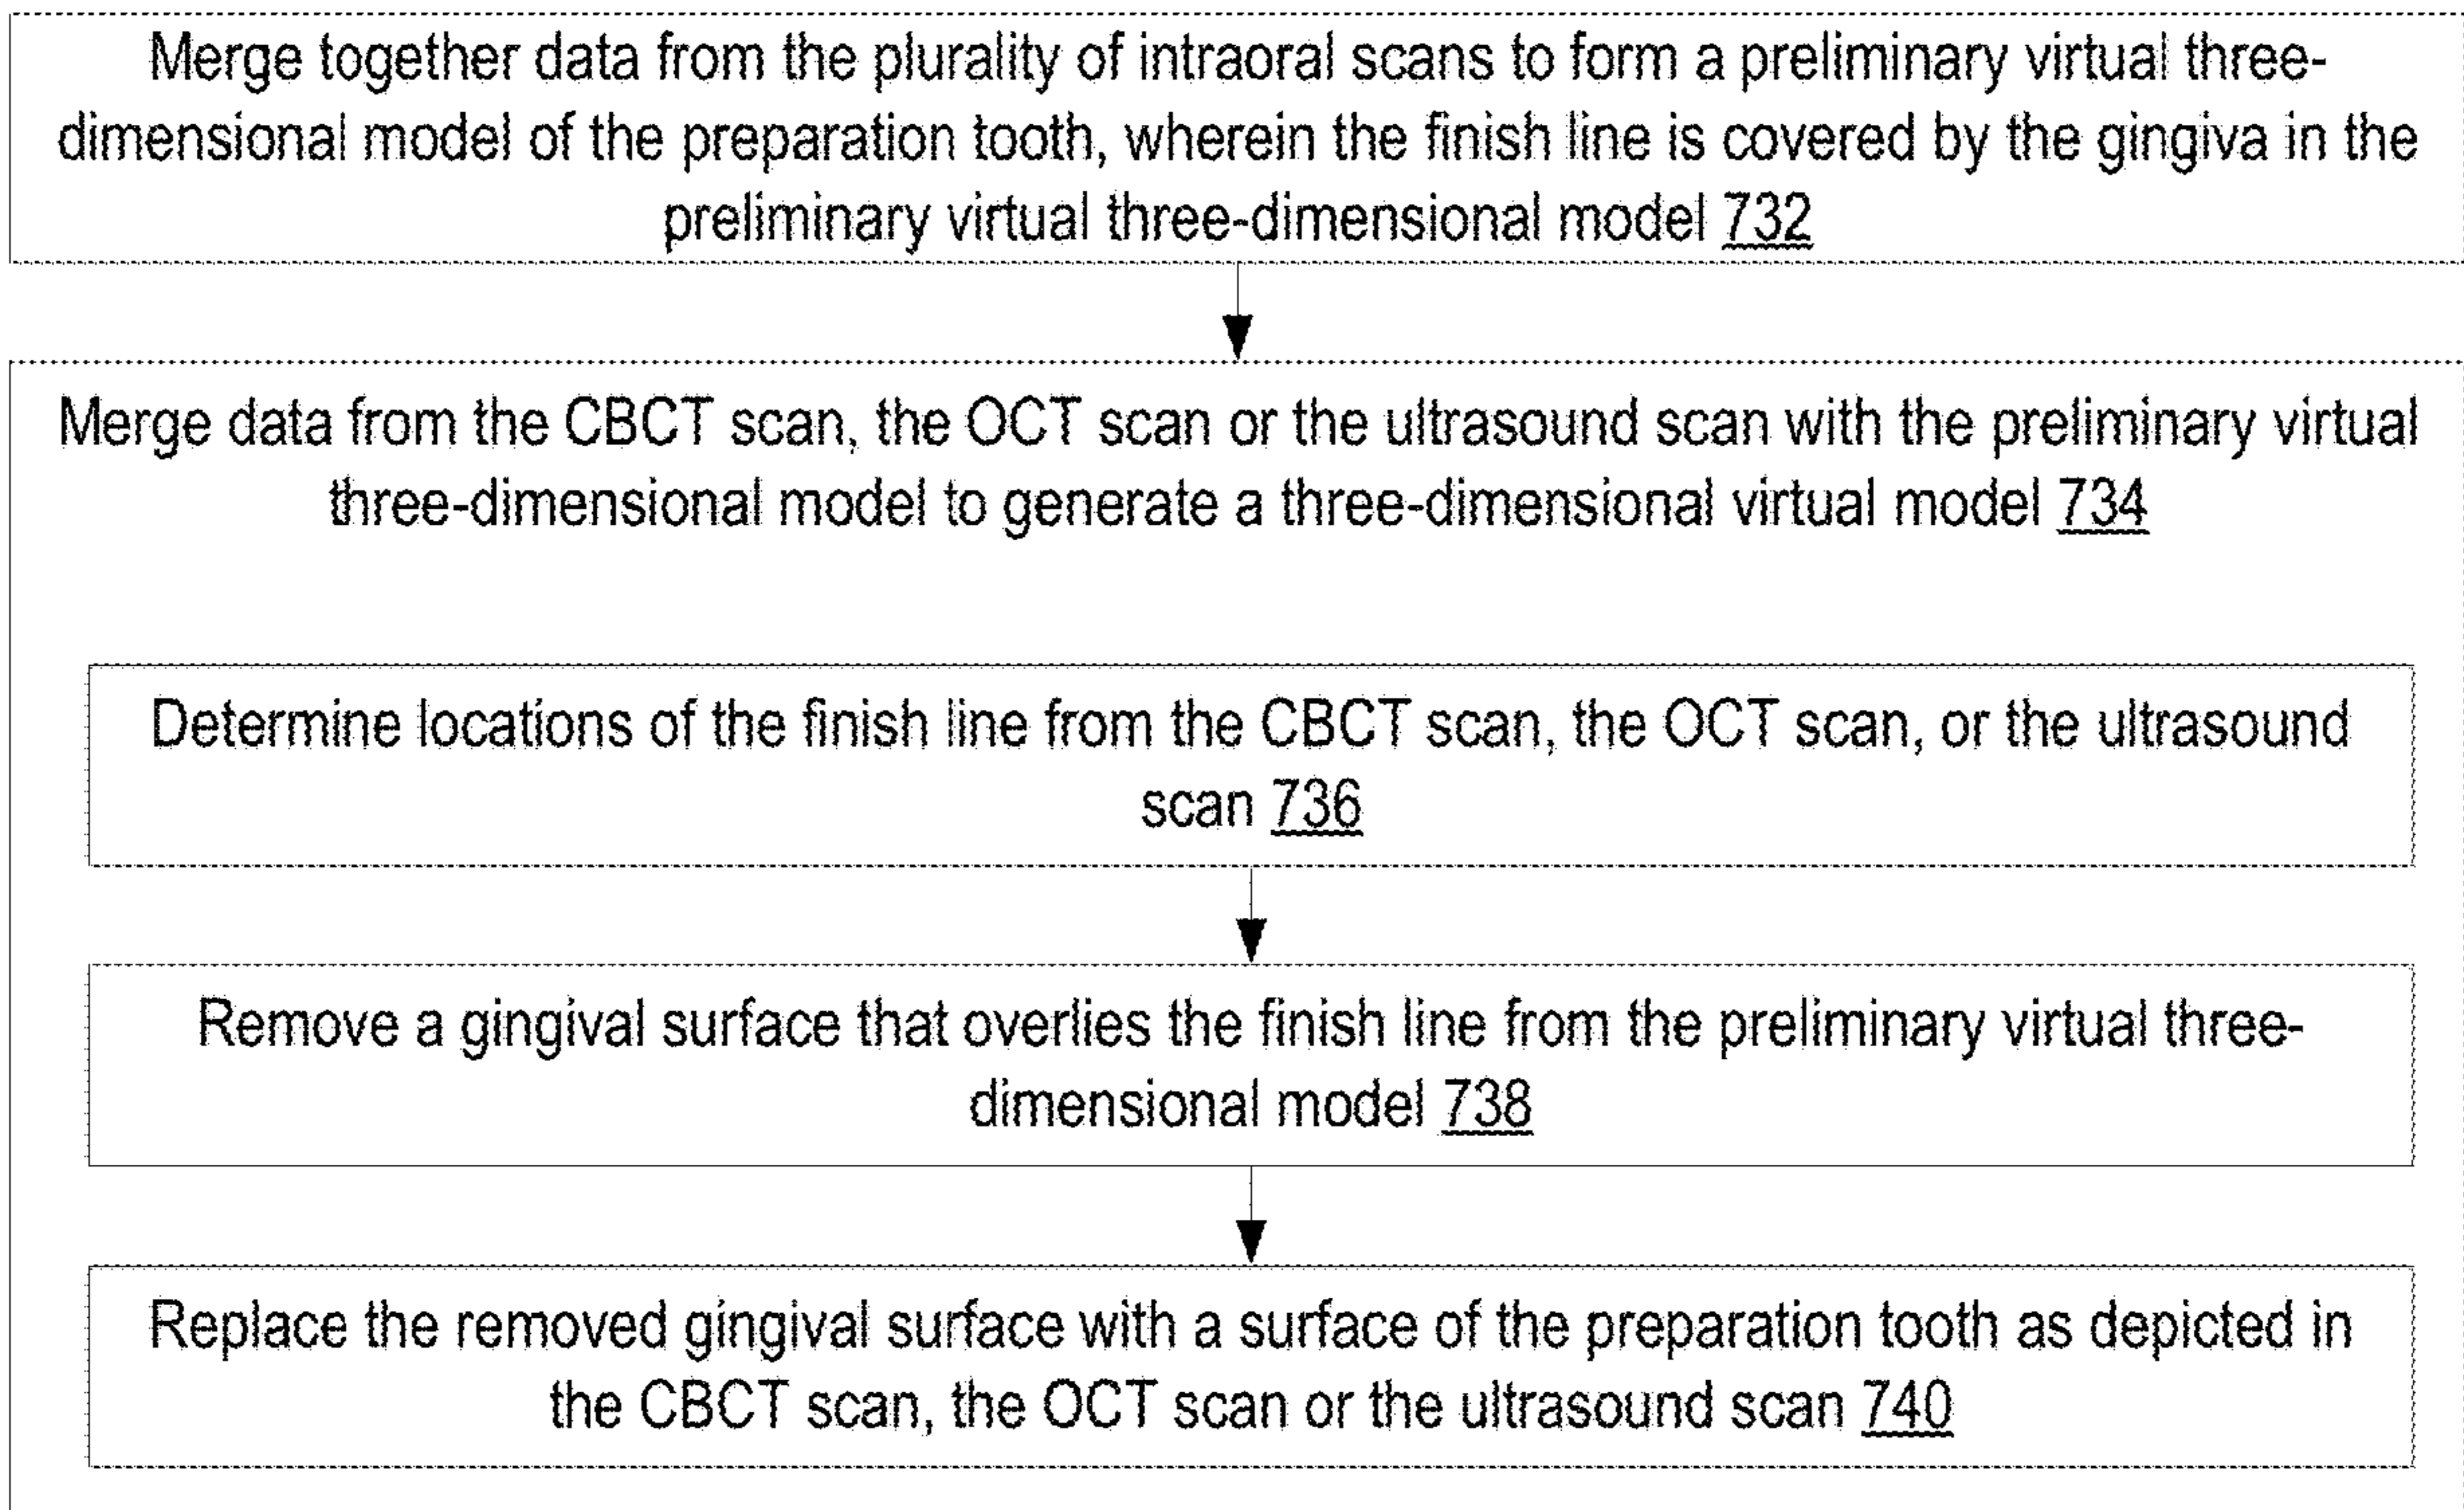 Merge together data from the plurality of intraoral scans to form a preliminary virtual three-
dimensional model of the preparation tooth, wherein the finish line is covered by the gingiva in the
preliminary virtual three-dimensional model 732
Merge data from the CBCT scan, the OCT scan or the ultrasound scan with the preliminary virtual
three-dimensional model to generate a three-dimensional virtual model 734
Determine locations of the finish line from the CBCT scan, the OCT scan, or the ultrasound
scan 736
Remove a gingival surface that overlies the finish line from the preliminary virtual three-
dimensional model 738
Replace the removed gingival surface with a surface of the preparation tooth as depicted in
the CBCT scan, the OCT scan or the ultrasound scan 740